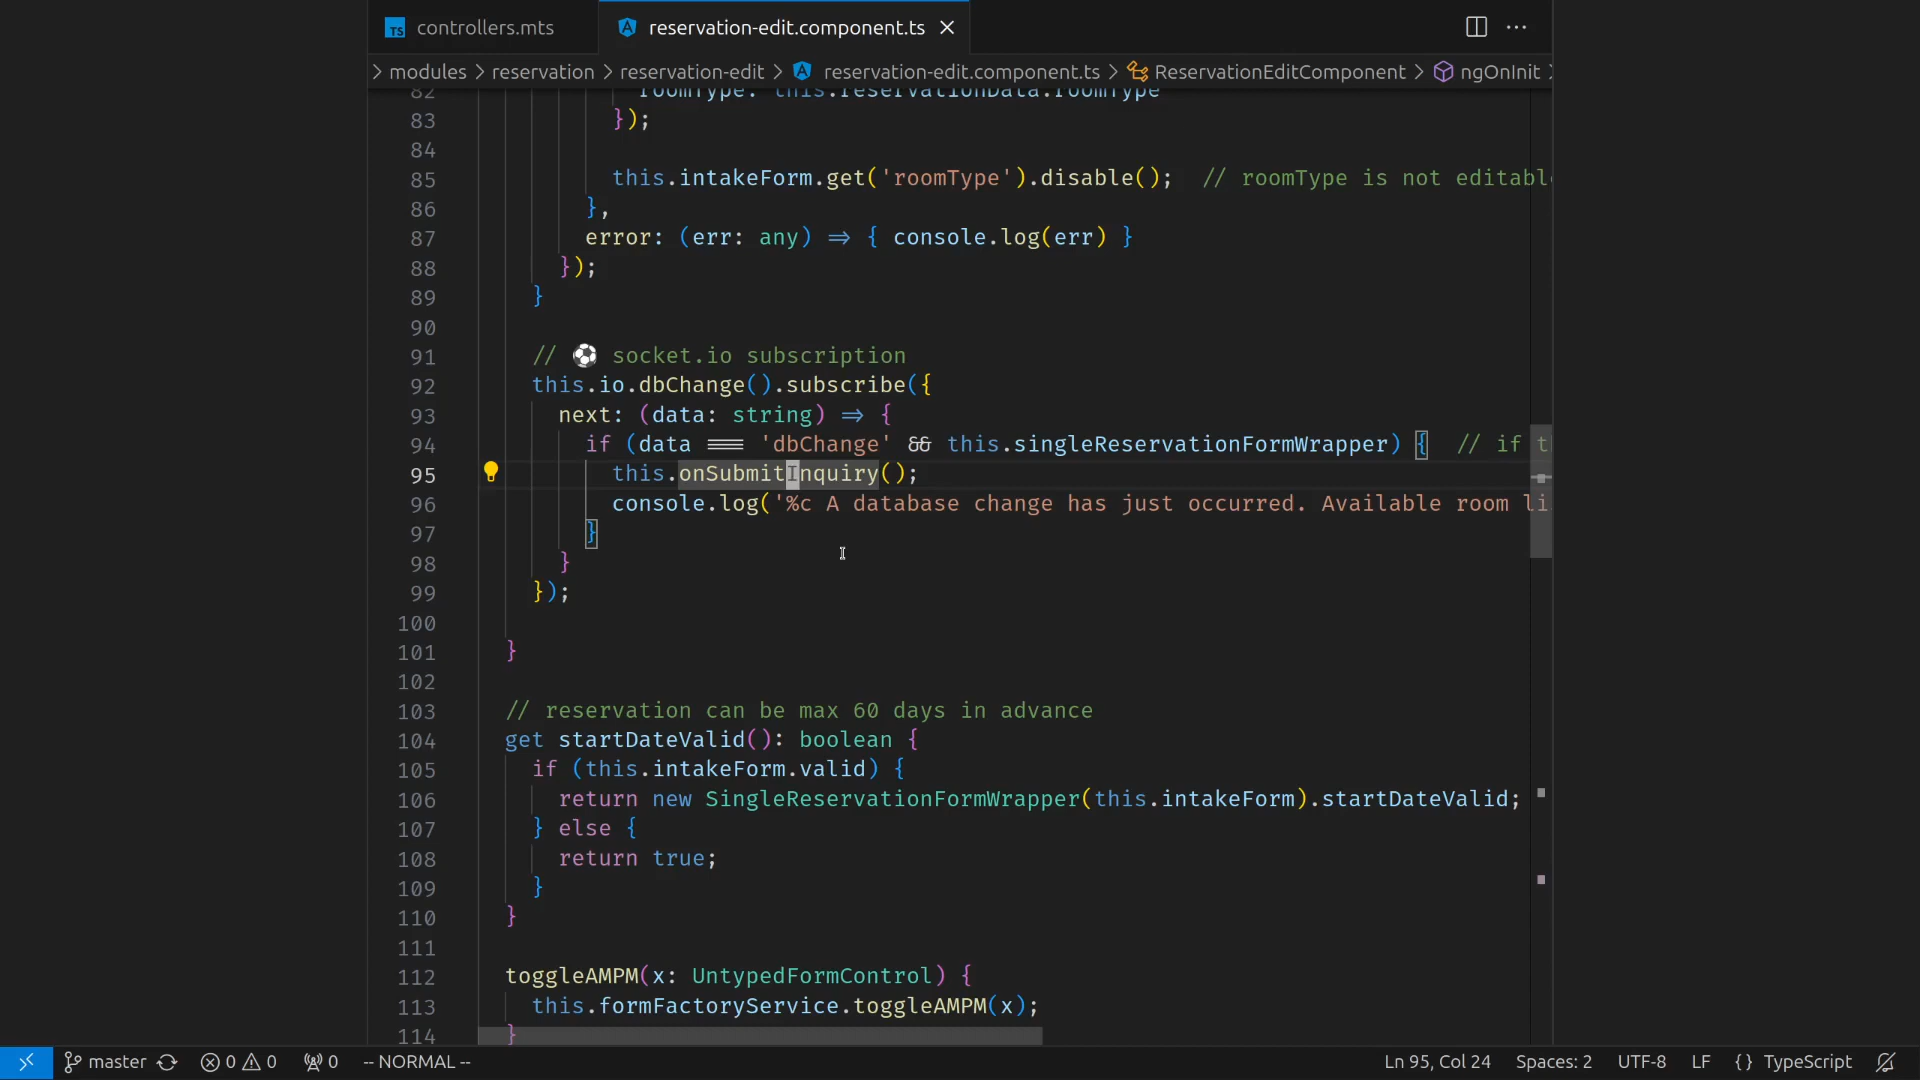 controllers.mts
reservation-edit.component.ts
modules > reservation > reservation-edit > reservation-edit.component.ts > ReservationEditComponent > ngOnInit
82 roomType: this.reservationData.roomType
83 });
84
85 this.intakeForm.get('roomType').disable(); // roomType is not editabl
86 },
87 error: (err: any) => { console.log(err) }
88 });
89 }
90
91 // ⚽ socket.io subscription
92 this.io.dbChange().subscribe({
93 next: (data: string) => {
94 if (data === 'dbChange' && this.singleReservationFormWrapper) { // if t
95 this.onSubmitInquiry();
96 console.log('%c A database change has just occurred. Available room li
97 }
98 }
99 });
100
101 }
102
103 // reservation can be max 60 days in advance
104 get startDateValid(): boolean {
105 if (this.intakeForm.valid) {
106 return new SingleReservationFormWrapper(this.intakeForm).startDateValid;
107 } else {
108 return true;
109 }
110 }
111
112 toggleAMPM(x: UntypedFormControl) {
113 this.formFactoryService.toggleAMPM(x);
114 }
master 0 0 0 -- NORMAL -- Ln 95, Col 24 Spaces: 2 UTF-8 LF {} TypeScript